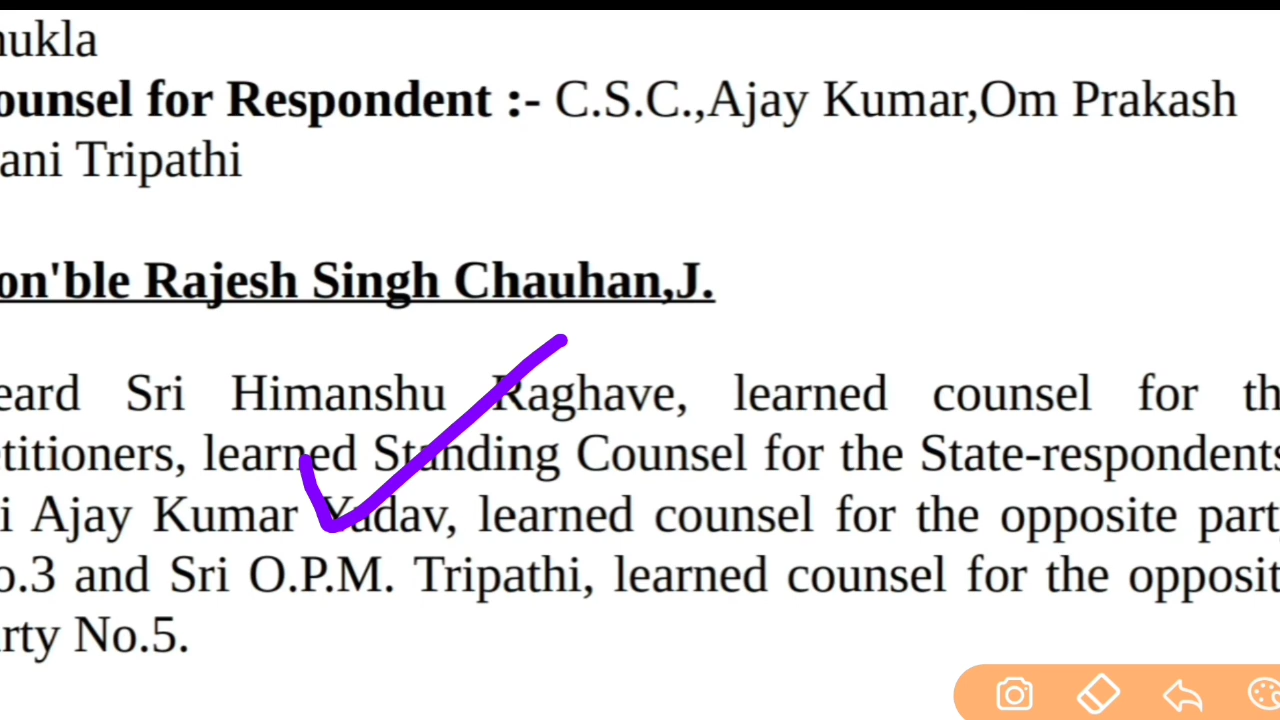 hukla
ounsel for Respondent :- C.S.C.,Ajay Kumar,Om Prakash
ani Tripathi
on'ble Rajesh Singh Chauhan,J.
eard Sri Himanshu Raghave, learned counsel for th
titioners, learned Standing Counsel for the State-respondents
i Ajay Kumar Yadav, learned counsel for the opposite part
o.3 and Sri O.P.M. Tripathi, learned counsel for the opposit
rty No.5.